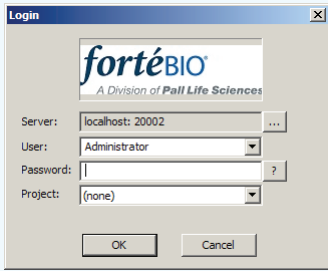 Login
fortéBIO®
A Division of Pall Life Sciences
Server: localhost: 20002 ...
User: Administrator
Password: ?
Project: (none)
OK Cancel